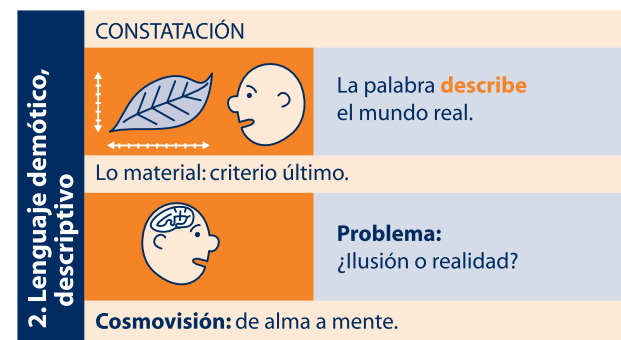 2. Lenguaje demótico,
descriptivo
CONSTATACIÓN
La palabra describe
el mundo real.
Lo material: criterio último.
Problema:
¿Ilusión o realidad?
Cosmovisión: de alma a mente.